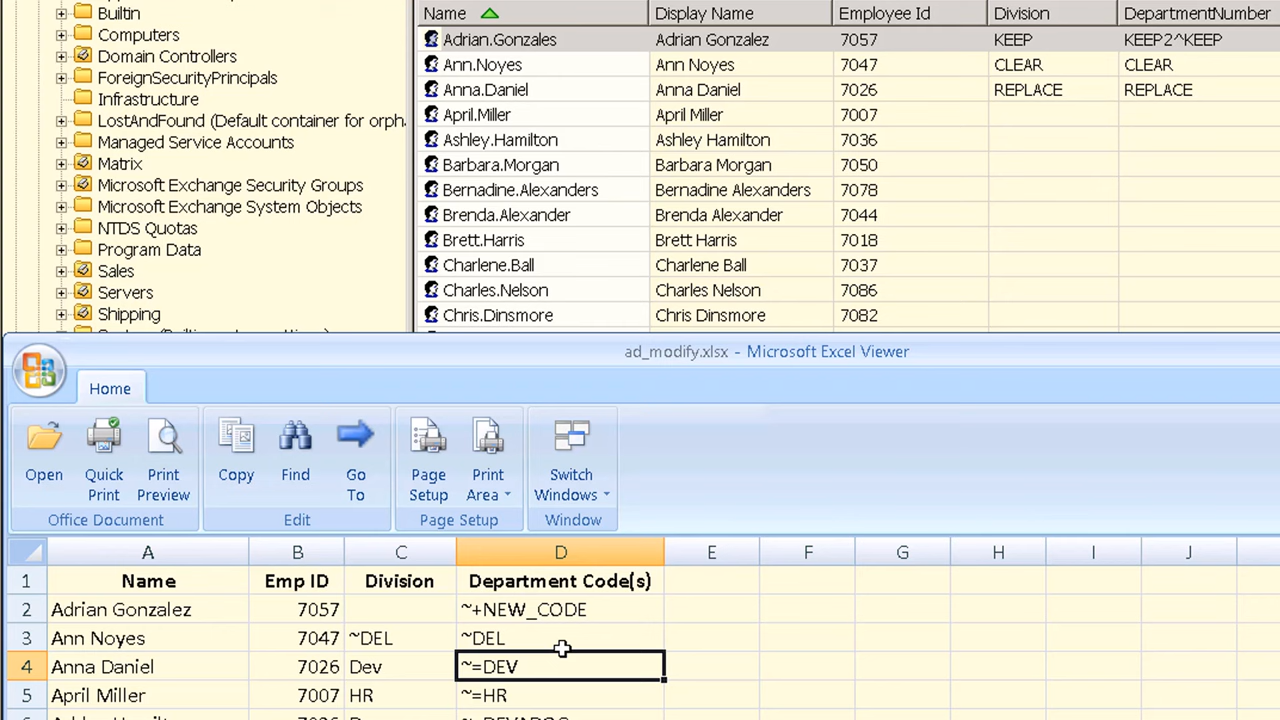 Builtin
Computers
Domain Controllers
ForeignSecurityPrincipals
Infrastructure
LostAndFound (Default container for orpha
Managed Service Accounts
Matrix
Microsoft Exchange Security Groups
Microsoft Exchange System Objects
NTDS Quotas
Program Data
Sales
Servers
Shipping
Name Display Name Employee Id Division DepartmentNumber
Adrian.Gonzales Adrian Gonzalez 7057 KEEP KEEP2^KEEP
Ann.Noyes Ann Noyes 7047 CLEAR CLEAR
Anna.Daniel Anna Daniel 7026 REPLACE REPLACE
April.Miller April Miller 7007
Ashley.Hamilton Ashley Hamilton 7036
Barbara.Morgan Barbara Morgan 7050
Bernadine.Alexanders Bernadine Alexanders 7078
Brenda.Alexander Brenda Alexander 7044
Brett.Harris Brett Harris 7018
Charlene.Ball Charlene Ball 7037
Charles.Nelson Charles Nelson 7086
Chris.Dinsmore Chris Dinsmore 7082
ad_modify.xlsx - Microsoft Excel Viewer
Home
Open Quick Print Print Preview Copy Find Go To Page Setup Print Area Switch Windows
Office Document Edit Page Setup Window
A B C D E F G H I J
1 Name Emp ID Division Department Code(s)
2 Adrian Gonzalez 7057 ~+NEW_CODE
3 Ann Noyes 7047 ~DEL ~DEL
4 Anna Daniel 7026 Dev ~=DEV
5 April Miller 7007 HR ~=HR